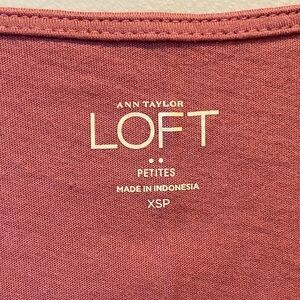 ANN TAYLOR
LOFT
PETITES
MADE IN INDONESIA
XSP